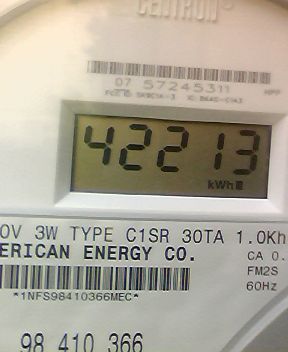 CENTRON®
07 57245311
42213
kWh
0V 3W TYPE C1SR 30TA 1.0Kh
ERICAN ENERGY CO.
CA 0.
FM2S
60Hz
*1NFS98410366MEC*
98 410 366